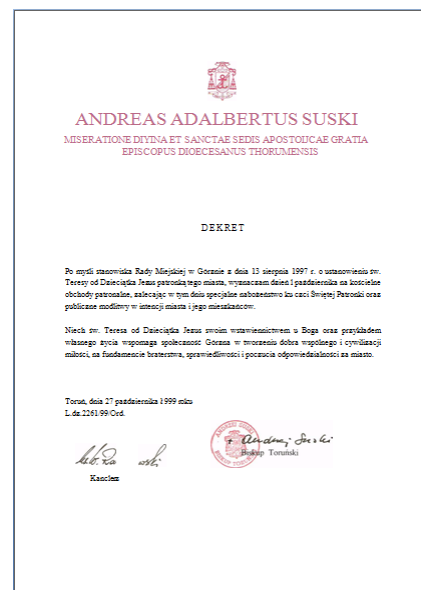 ANDREAS ADALBERTUS SUSKI
MISERATIONE DIYINA ET SANCTAE SEDIS APOSTOUCAE GRATIA
EPISCOPUS DIOECESANUS THORUMENSIS
DEKRET
Po myśli stanowiska Rady Miejskiej w Górznie z dnia 13 sierpnia 1997 r. o ustanowieniu św.
Teresy od Dzieciątka Jezus patronką tego miasta, wyznaczam dzień l października na kościelne
obchody patronalne, zalecając w tym dniu specjalne nabożeństwo ku czci Świętej Patronki oraz
publiczne modlitwy w intencji miasta i jego mieszkańców.
Niech św. Teresa od Dzieciątka Jezus swoim wstawiennictwem u Boga oraz przykładem
własnego życia wspomaga społeczność Górzna w tworzeniu dobra wspólnego i cywilizacji
miłości, na fundamencie braterstwa, sprawiedliwości i poczucia odpowiedzialności za miasto.
Toruń, dnia 27 października 1999 roku
L.dz.2261/99/Ord.
+ Andrzej Suski
Biskup Toruński
Kanclerz